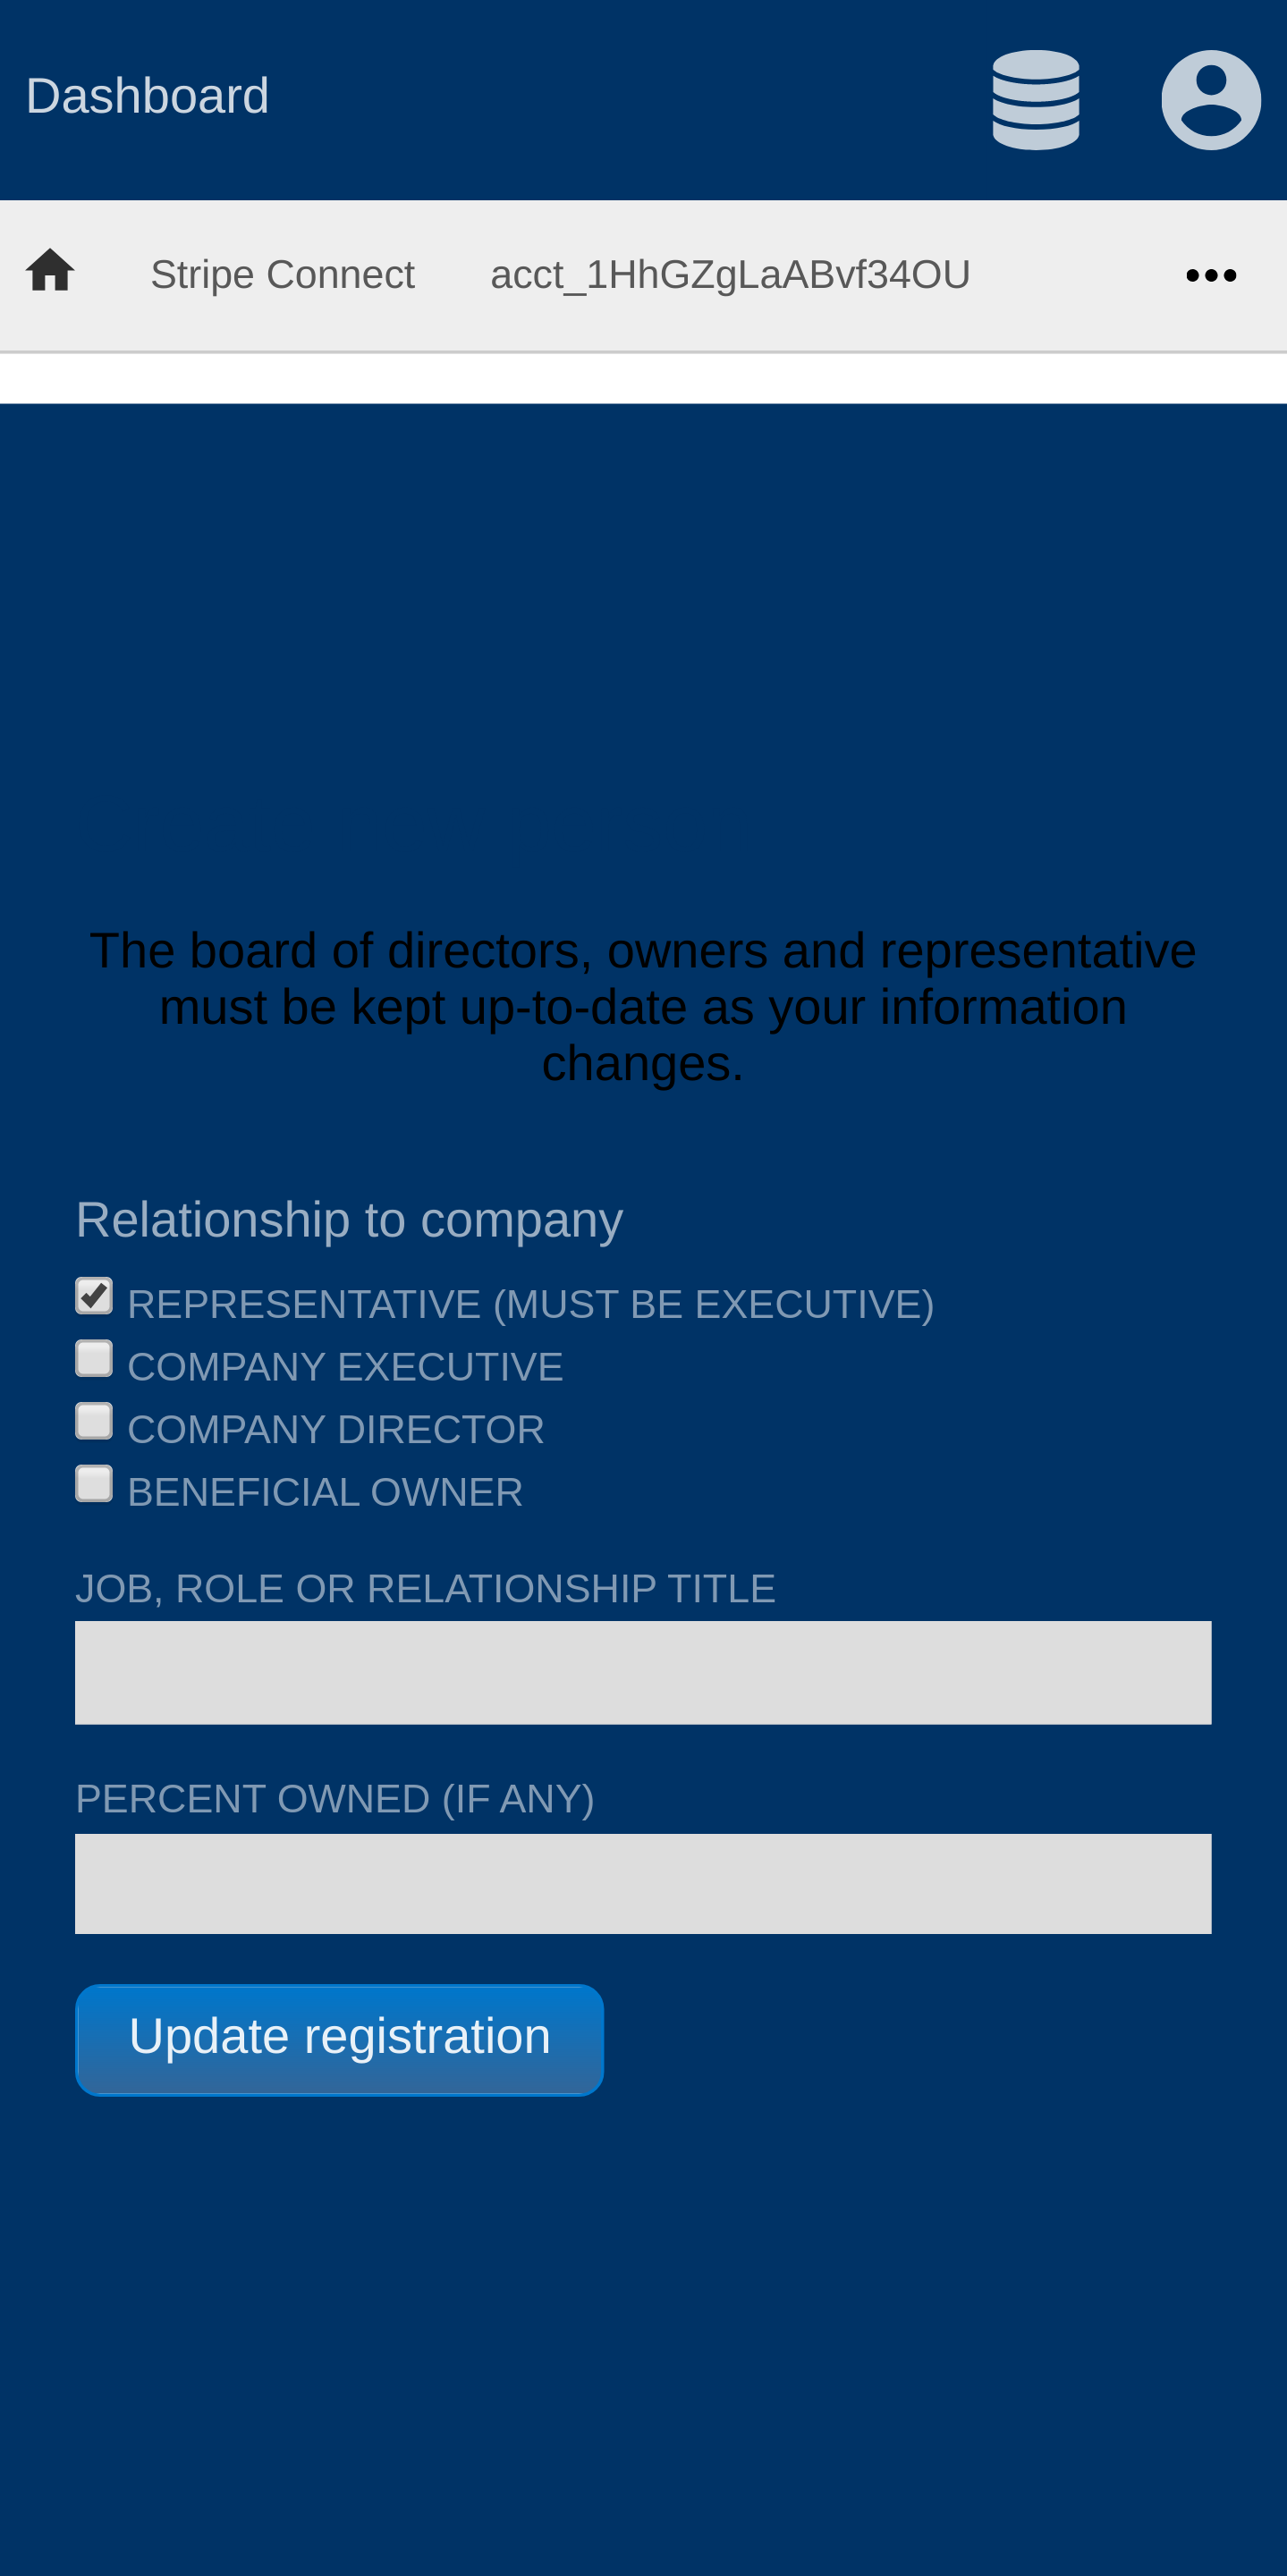 Dashboard
Stripe Connect acct_1HhGZgLaABvf34OU
The board of directors, owners and representative
must be kept up-to-date as your information
changes.
Relationship to company
REPRESENTATIVE (MUST BE EXECUTIVE)
COMPANY EXECUTIVE
COMPANY DIRECTOR
BENEFICIAL OWNER
JOB, ROLE OR RELATIONSHIP TITLE
PERCENT OWNED (IF ANY)
Update registration